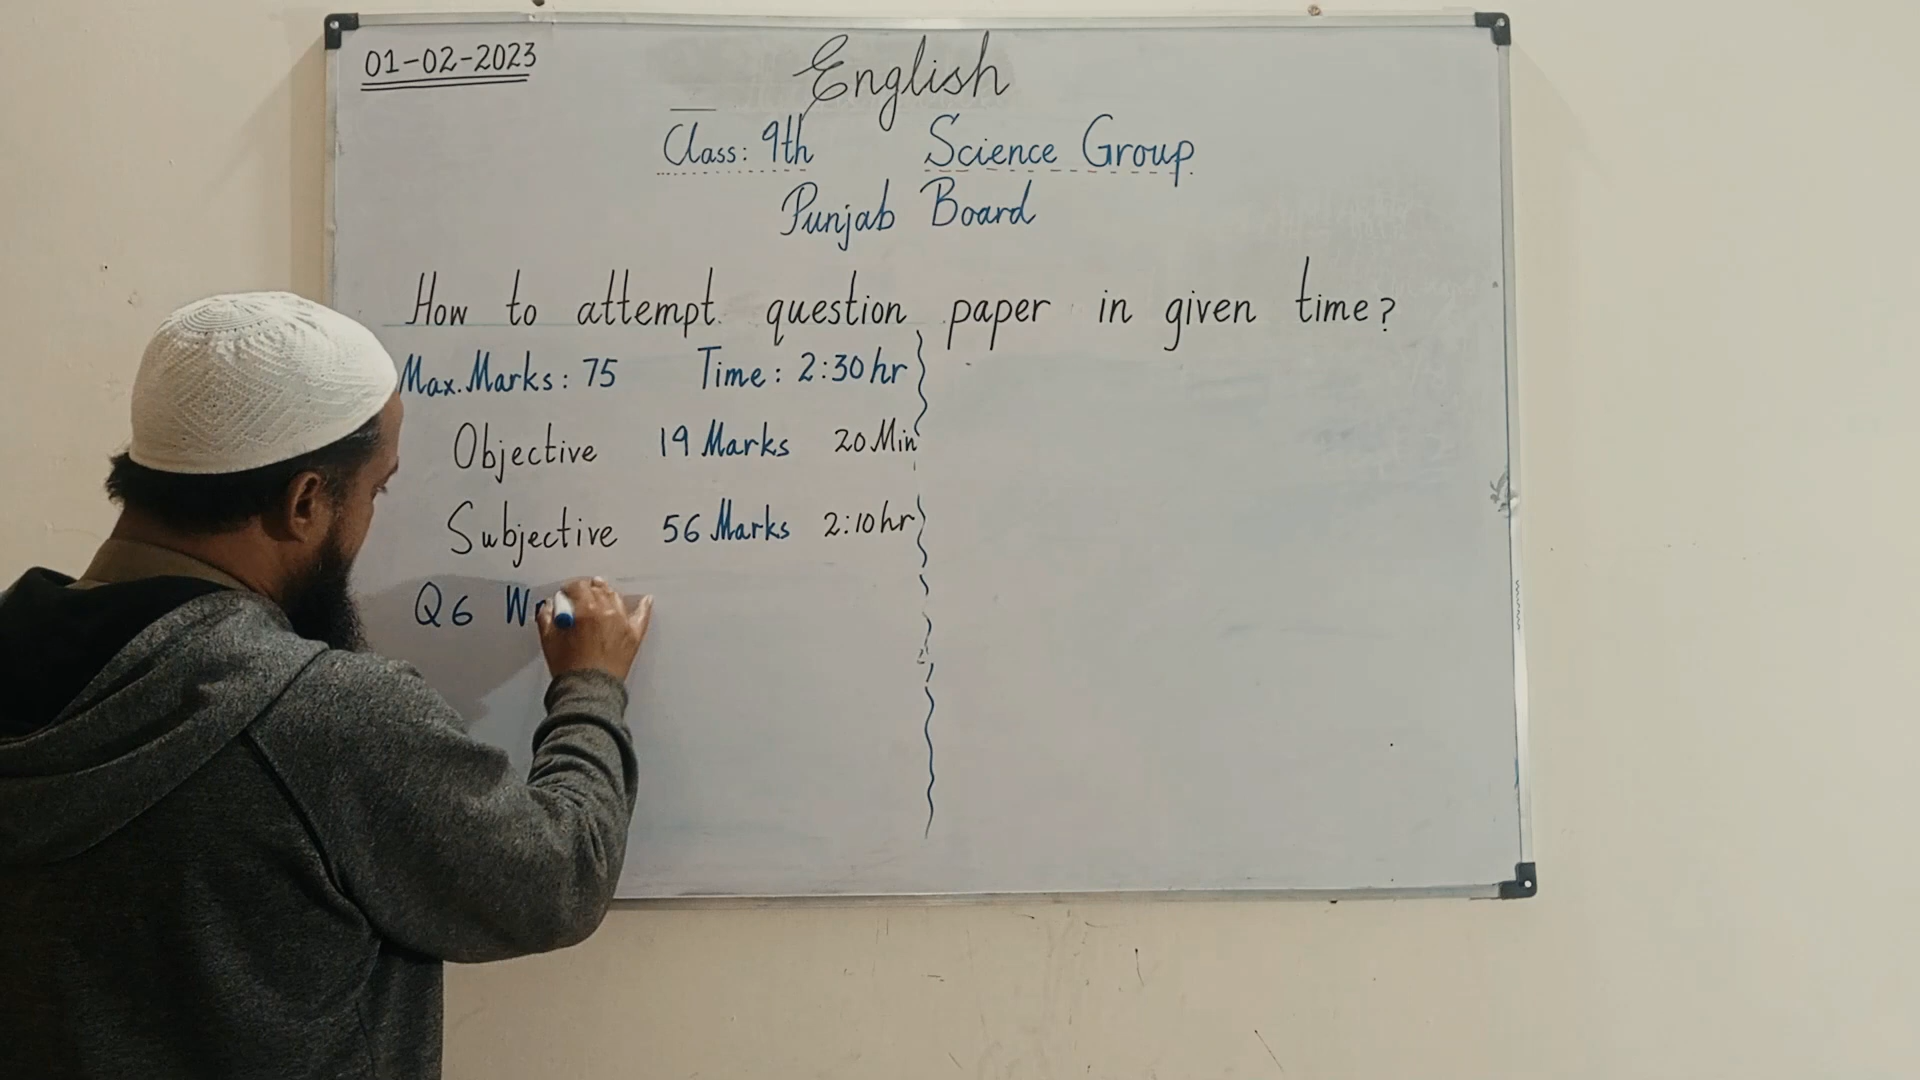 01-02-2023
English
Class: 9th Science Group
Punjab Board
How to attempt question paper in given time?
Max. Marks: 75 Time: 2:30 hr
Objective 19 Marks 20 Min
Subjective 56 Marks 2:10 hr
Q6